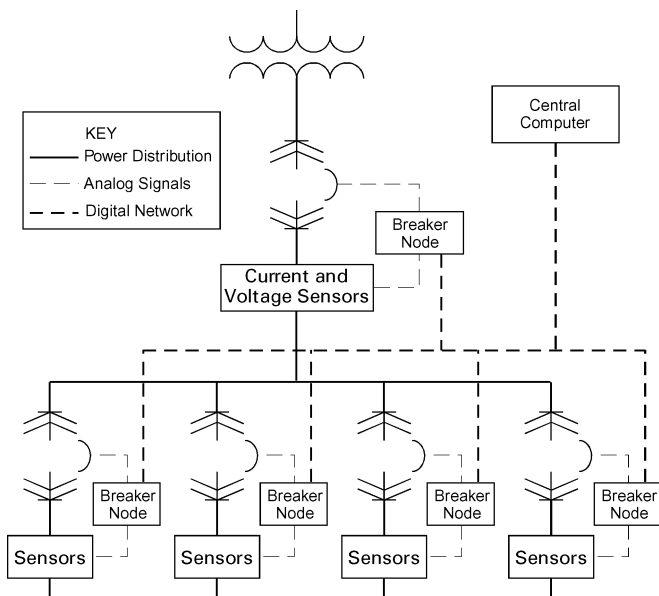 KEY
Power Distribution
Analog Signals
Digital Network
Central
Computer
Breaker
Node
Current and
Voltage Sensors
Breaker
Node
Breaker
Node
Breaker
Node
Breaker
Node
Sensors
Sensors
Sensors
Sensors